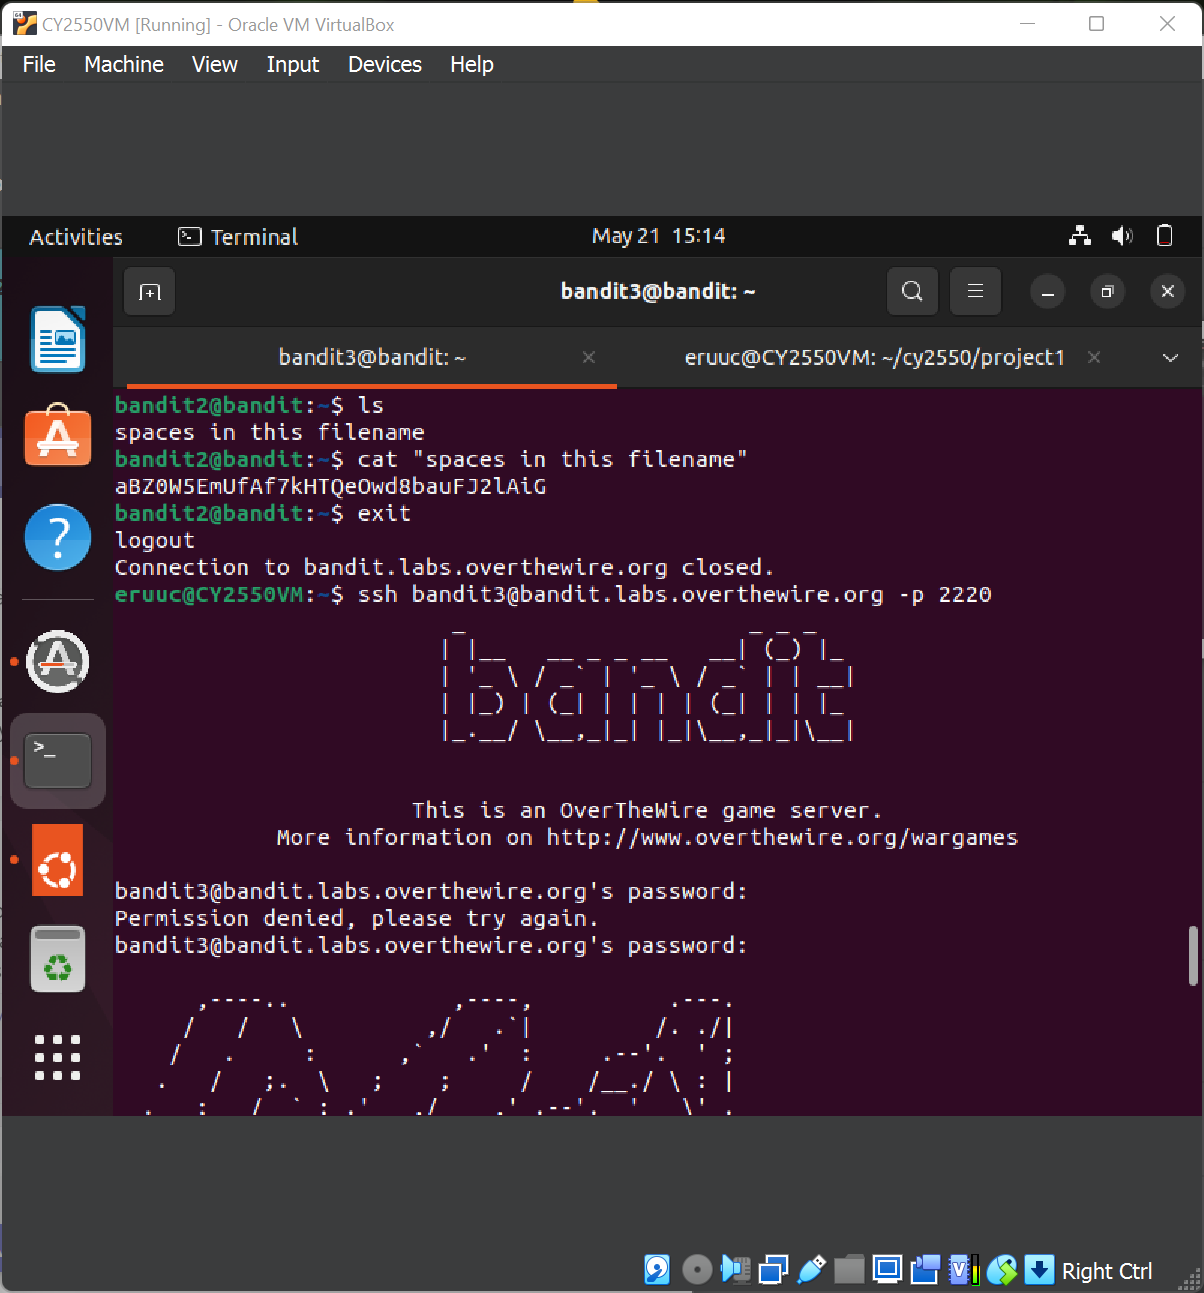 CY2550VM [Running] - Oracle VM VirtualBox
File Machine View Input Devices Help
Activities Terminal May 21 15:14
bandit3@bandit: ~
bandit3@bandit: ~ eruuc@CY2550VM: ~/cy2550/project1
bandit2@bandit:~$ ls
spaces in this filename
bandit2@bandit:~$ cat "spaces in this filename"
aBZ0W5EmUfAf7kHTQeOwd8bauFJ2lAiG
bandit2@bandit:~$ exit
logout
Connection to bandit.labs.overthewire.org closed.
eruuc@CY2550VM:~$ ssh bandit3@bandit.labs.overthewire.org -p 2220
bandit
This is an OverTheWire game server.
More information on http://www.overthewire.org/wargames
bandit3@bandit.labs.overthewire.org's password:
Permission denied, please try again.
bandit3@bandit.labs.overthewire.org's password:
Right Ctrl